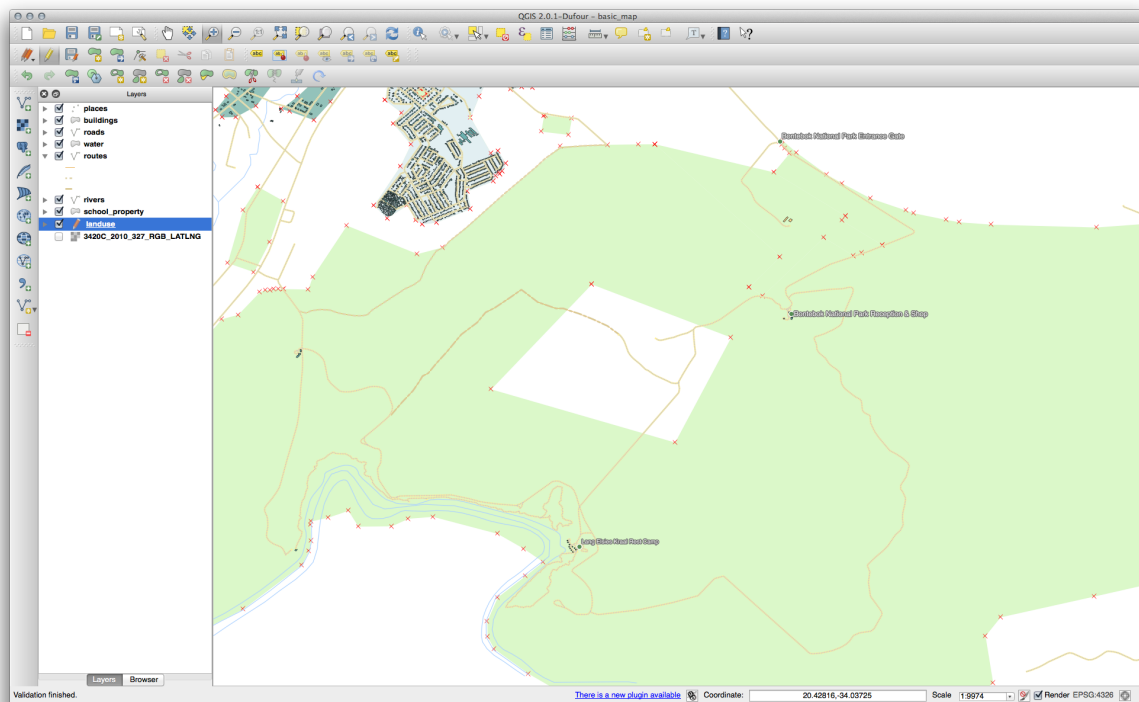 QGIS 2.0.1-Dufour - basic_map
Layers
places
buildings
roads
water
routes
rivers
school_property
landuse
3420C_2010_327_RGB_LATLNG
Bontebok National Park Entrance Gate
Bontebok National Park Reception & Shop
Lang Elsies Kraal Rest Camp
Layers
Browser
Validation finished.
There is a new plugin available
Coordinate:
20.42816,-34.03725
Scale
1:9974
Render
EPSG:4326